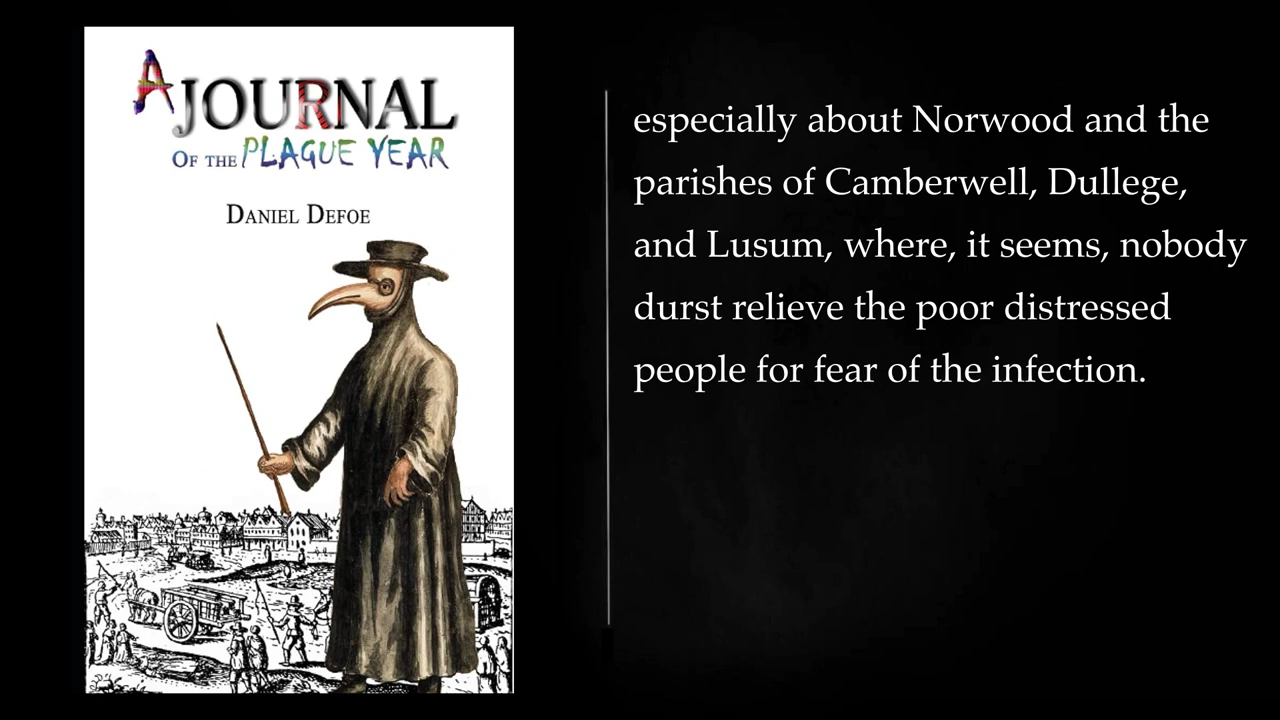 A JOURNAL
OF THE PLAGUE YEAR
DANIEL DEFOE
especially about Norwood and the
parishes of Camberwell, Dullege,
and Lusum, where, it seems, nobody
durst relieve the poor distressed
people for fear of the infection.